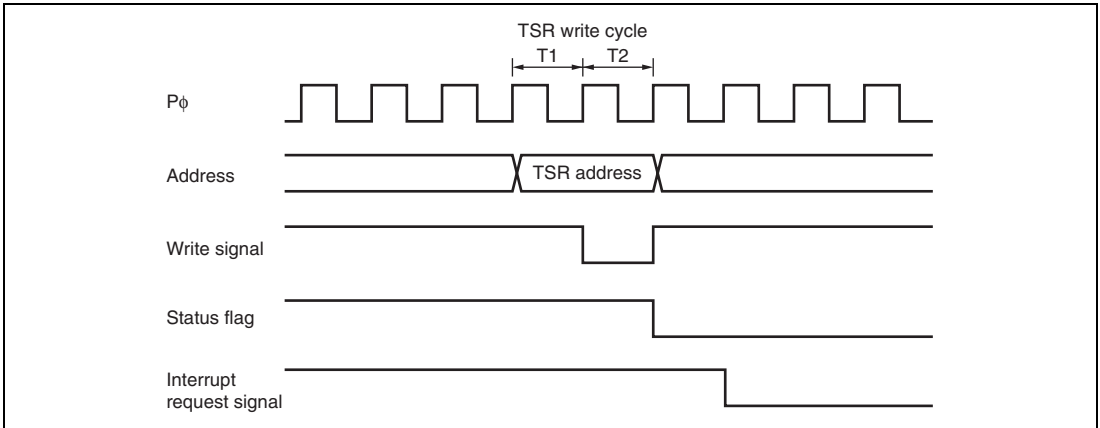 TSR write cycle
T1 T2
Pϕ
Address
TSR address
Write signal
Status flag
Interrupt
request signal